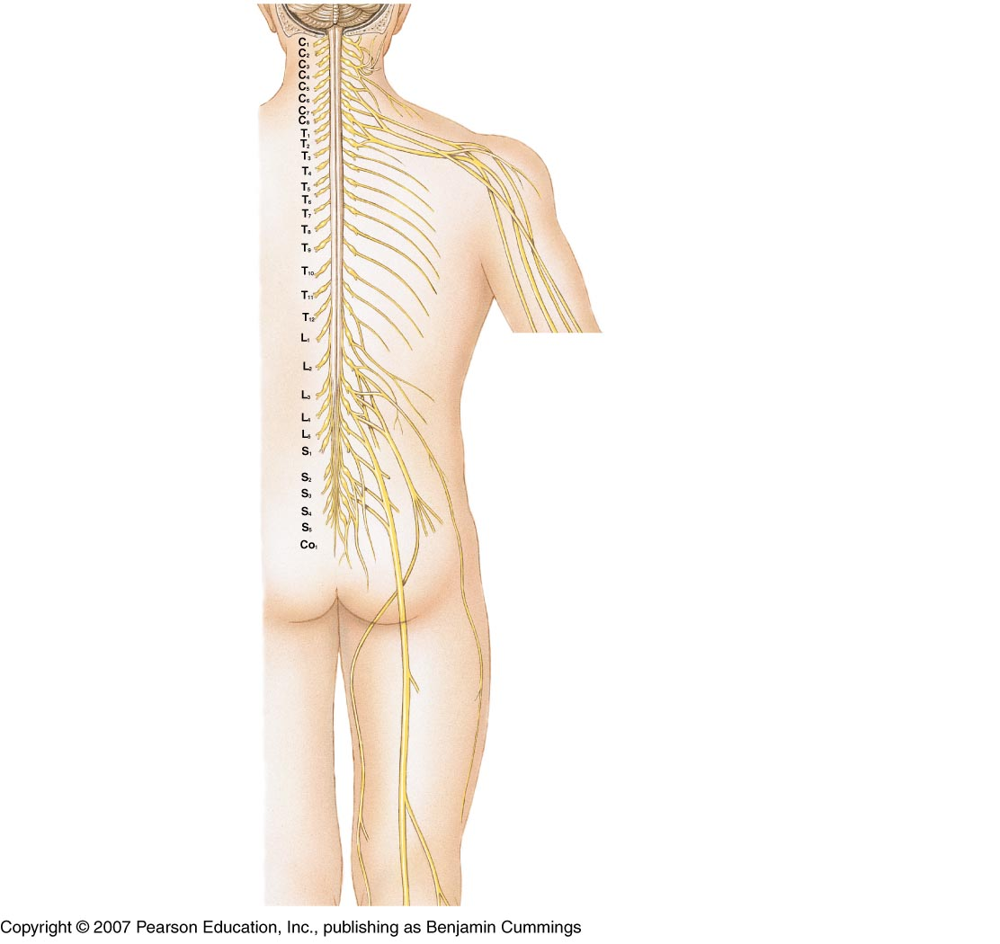 C₁
C₂
C₃
C₄
C₅
C₆
C₇
C₈
T₁
T₂
T₃
T₄
T₅
T₆
T₇
T₈
T₉
T₁₀
T₁₁
T₁₂
L₁
L₂
L₃
L₄
L₅
S₁
S₂
S₃
S₄
S₅
Co₁
Copyright © 2007 Pearson Education, Inc., publishing as Benjamin Cummings